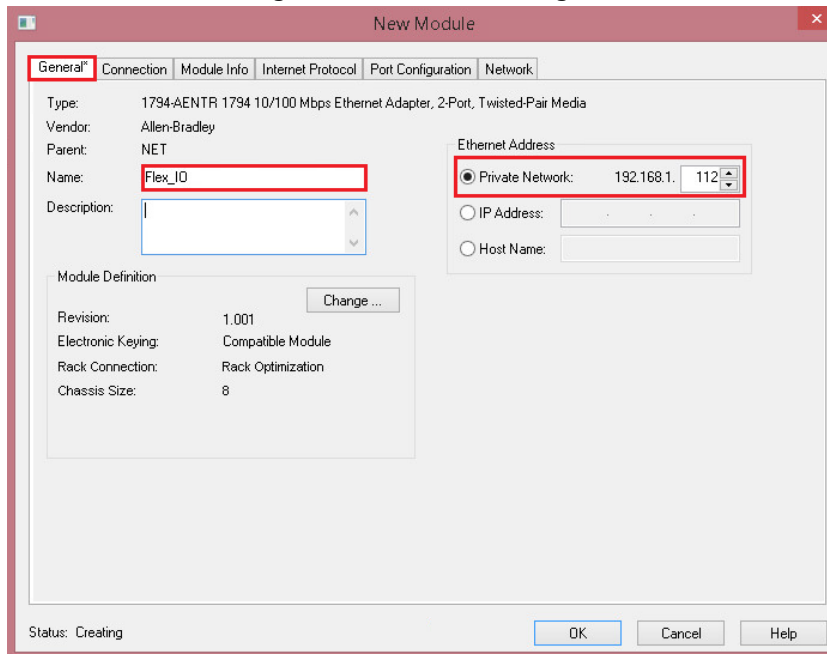 New Module
General* Connection Module Info Internet Protocol Port Configuration Network
Type: 1794-AENTR 1794 10/100 Mbps Ethernet Adapter, 2-Port, Twisted-Pair Media
Vendor: Allen-Bradley
Parent: NET
Name: Flex_IO
Description:
Ethernet Address
Private Network: 192.168.1. 112
IP Address: . . .
Host Name:
Module Definition
Change ...
Revision: 1.001
Electronic Keying: Compatible Module
Rack Connection: Rack Optimization
Chassis Size: 8
Status: Creating
OK Cancel Help